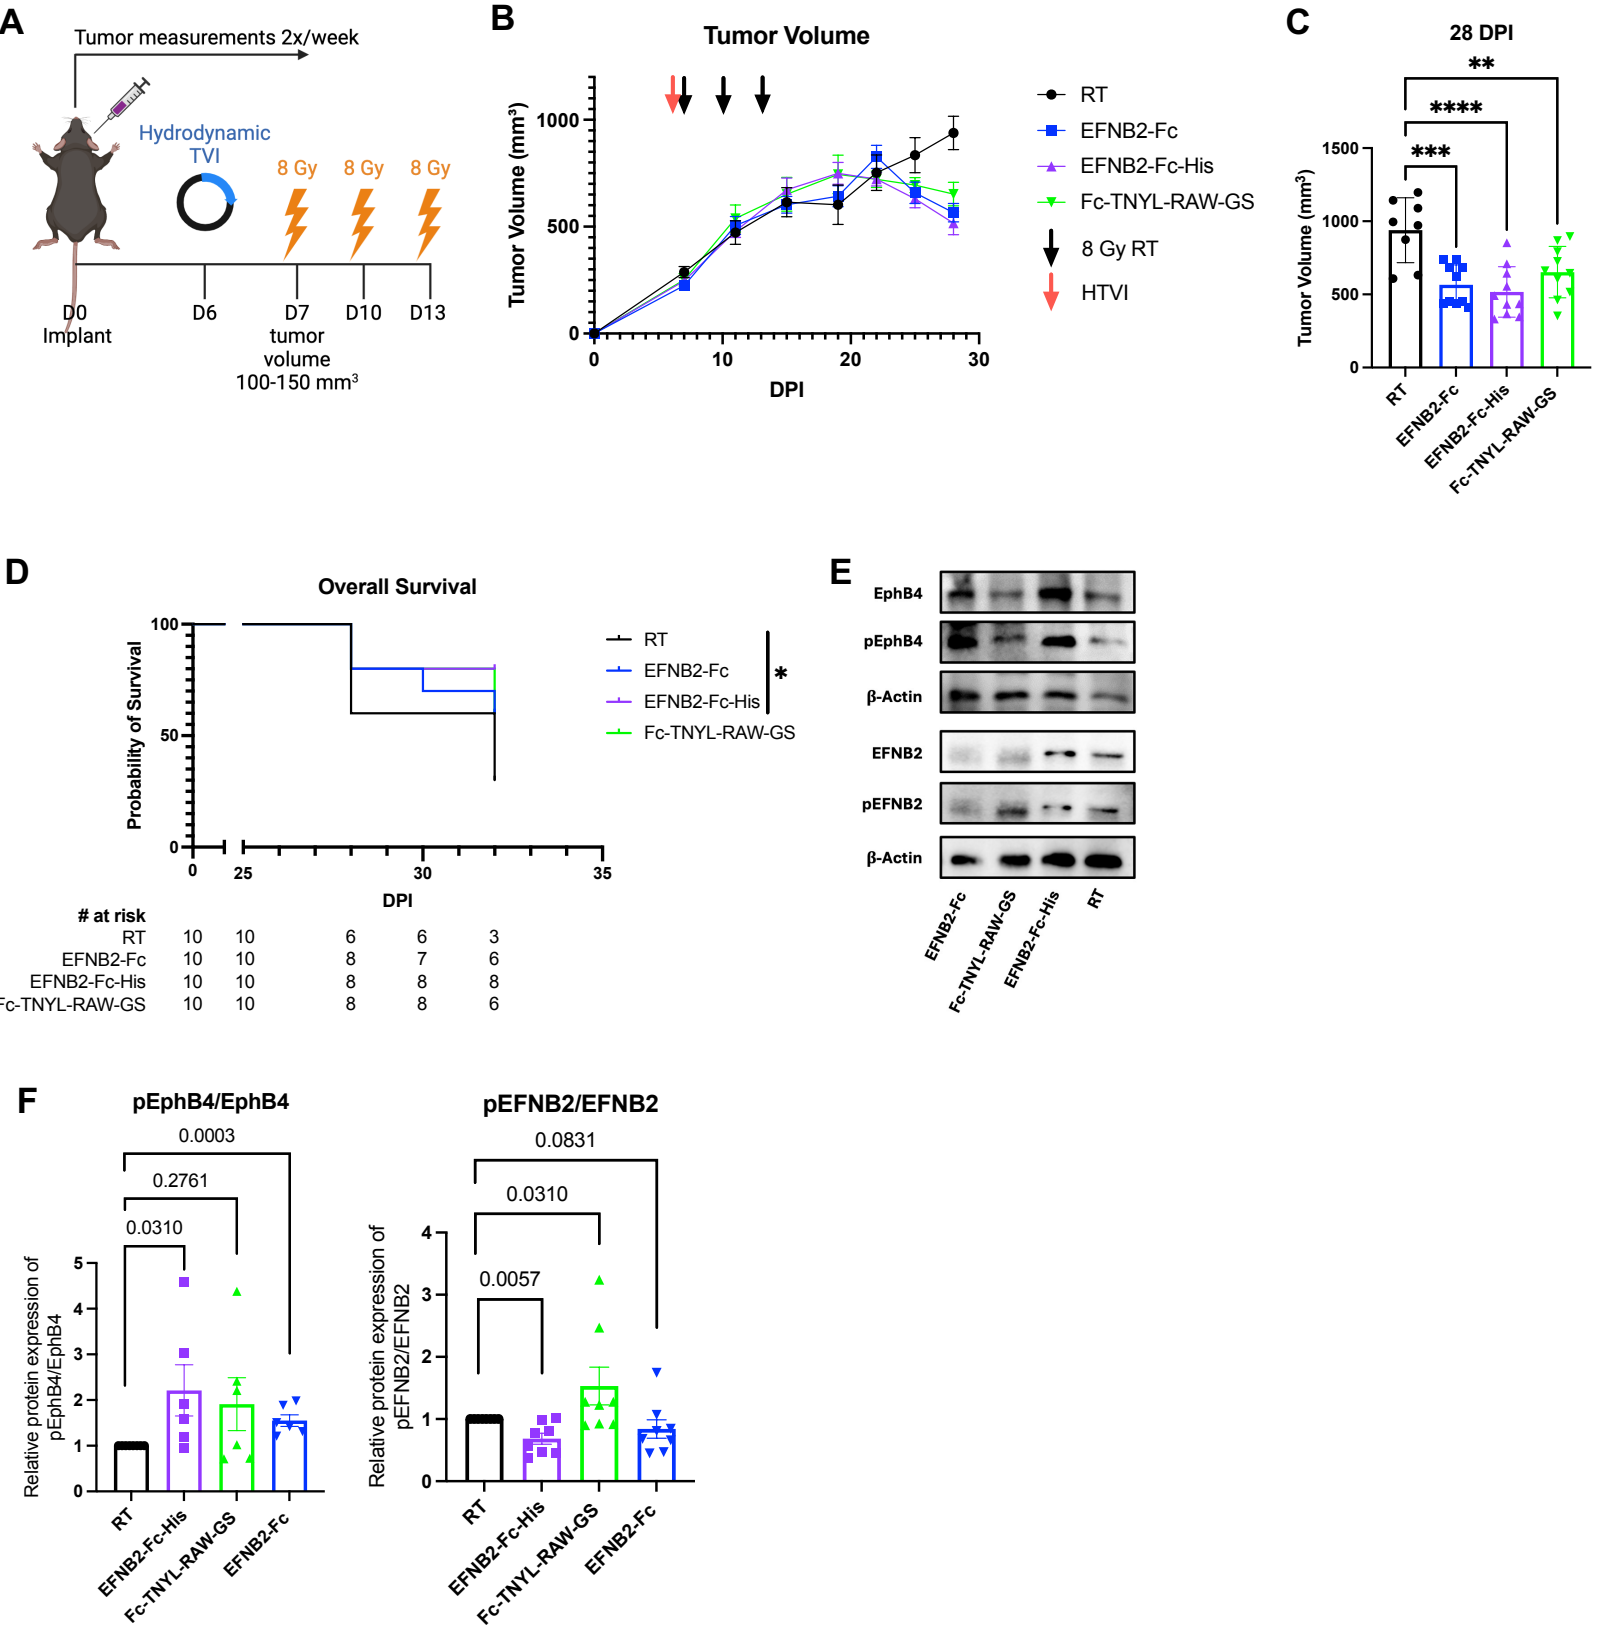 A
Tumor measurements 2x/week
Hydrodynamic
TVI
8 Gy 8 Gy 8 Gy
D0 D6 D7 D10 D13
Implant
tumor
volume
100-150 mm³
B
Tumor Volume
Tumor Volume (mm³)
1000
500
0
0 10 20 30
DPI
RT
EFNB2-Fc
EFNB2-Fc-His
Fc-TNYL-RAW-GS
8 Gy RT
HTVI
C
28 DPI
**
****
***
Tumor Volume (mm³)
1500
1000
500
0
RT
EFNB2-Fc
EFNB2-Fc-His
Fc-TNYL-RAW-GS
D
Overall Survival
Probability of Survival
100
50
0
0 25 30 35
DPI
RT
EFNB2-Fc
EFNB2-Fc-His
Fc-TNYL-RAW-GS
*
# at risk
RT 10 10 6 6 3
EFNB2-Fc 10 10 8 7 6
EFNB2-Fc-His 10 10 8 8 8
Fc-TNYL-RAW-GS 10 10 8 8 6
E
EphB4
pEphB4
β-Actin
EFNB2
pEFNB2
β-Actin
EFNB2-Fc
Fc-TNYL-RAW-GS
EFNB2-Fc-His
RT
F
pEphB4/EphB4
0.0003
0.2761
0.0310
Relative protein expression of
pEphB4/EphB4
5
4
3
2
1
0
RT
EFNB2-Fc-His
Fc-TNYL-RAW-GS
EFNB2-Fc
pEFNB2/EFNB2
0.0831
0.0310
0.0057
Relative protein expression of
pEFNB2/EFNB2
4
3
2
1
0
RT
EFNB2-Fc-His
Fc-TNYL-RAW-GS
EFNB2-Fc